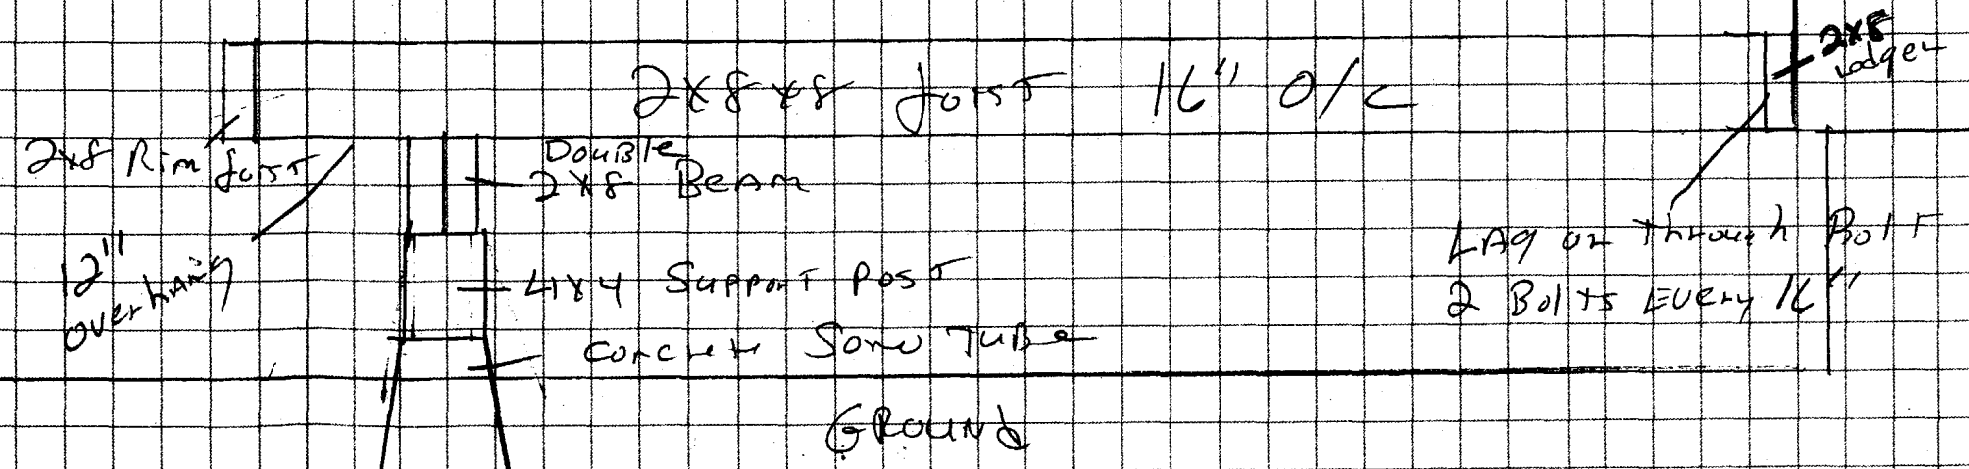 2x8x8 Joist 16" O/C
2x8
Ledger
2x8 Rim Joist
Double
2x8 Beam
12"
overhang
4x4 Support Post
Concrete Sono Tube
Lag or Through Bolt
2 Bolts Every 16"
Ground